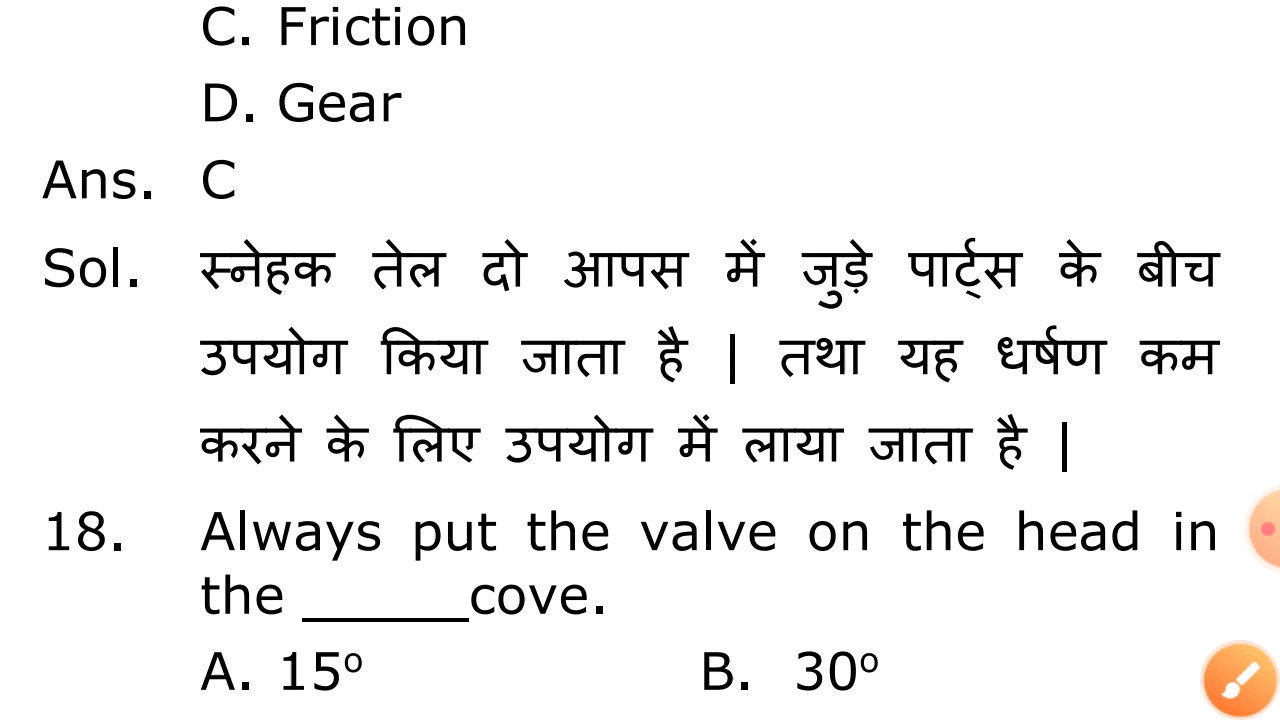 C. Friction
D. Gear
Ans. C
Sol. स्नेहक तेल दो आपस में जुड़े पार्ट्स के बीच
उपयोग किया जाता है | तथा यह धर्षण कम
करने के लिए उपयोग में लाया जाता है |
18. Always put the valve on the head in
the ______cove.
A. 15º B. 30º